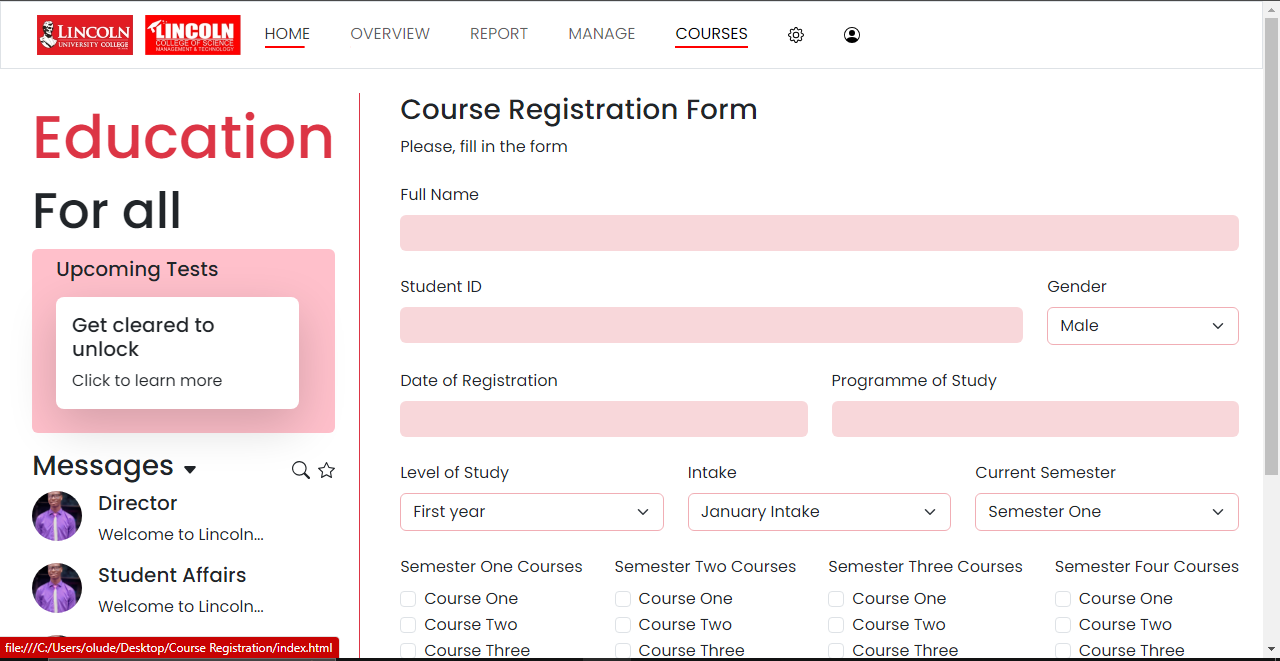 LINCOLN
UNIVERSITY COLLEGE
LINCOLN
COLLEGE OF SCIENCE
MANAGEMENT & TECHNOLOGY
HOME
OVERVIEW
REPORT
MANAGE
COURSES
Education
For all
Upcoming Tests
Get cleared to
unlock
Click to learn more
Messages
Director
Welcome to Lincoln...
Student Affairs
Welcome to Lincoln...
file:///C:/Users/olude/Desktop/Course Registration/index.html
Course Registration Form
Please, fill in the form
Full Name
Student ID
Gender
Male
Date of Registration
Programme of Study
Level of Study
Intake
Current Semester
First year
January Intake
Semester One
Semester One Courses
Semester Two Courses
Semester Three Courses
Semester Four Courses
Course One
Course One
Course One
Course One
Course Two
Course Two
Course Two
Course Two
Course Three
Course Three
Course Three
Course Three